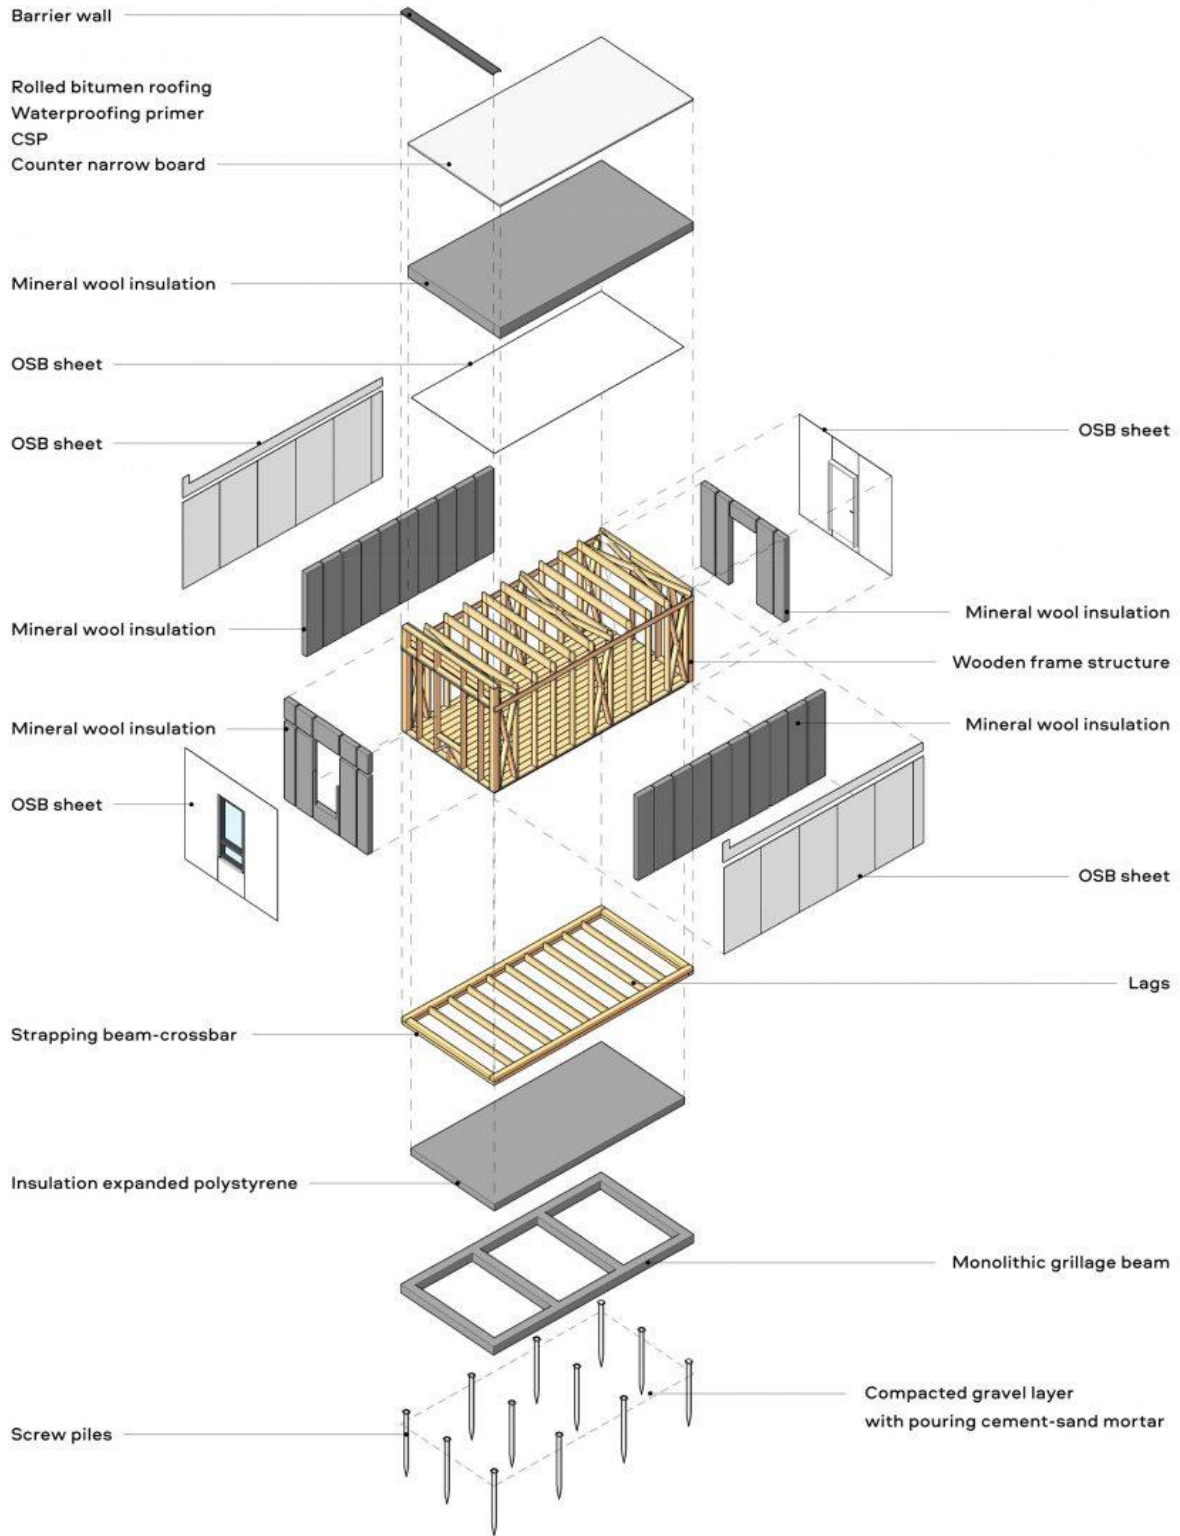 Barrier wall
Rolled bitumen roofing
Waterproofing primer
CSP
Counter narrow board
Mineral wool insulation
OSB sheet
OSB sheet
OSB sheet
Mineral wool insulation
Mineral wool insulation
Wooden frame structure
Mineral wool insulation
Mineral wool insulation
OSB sheet
OSB sheet
Lags
Strapping beam-crossbar
Insulation expanded polystyrene
Monolithic grillage beam
Compacted gravel layer
with pouring cement-sand mortar
Screw piles